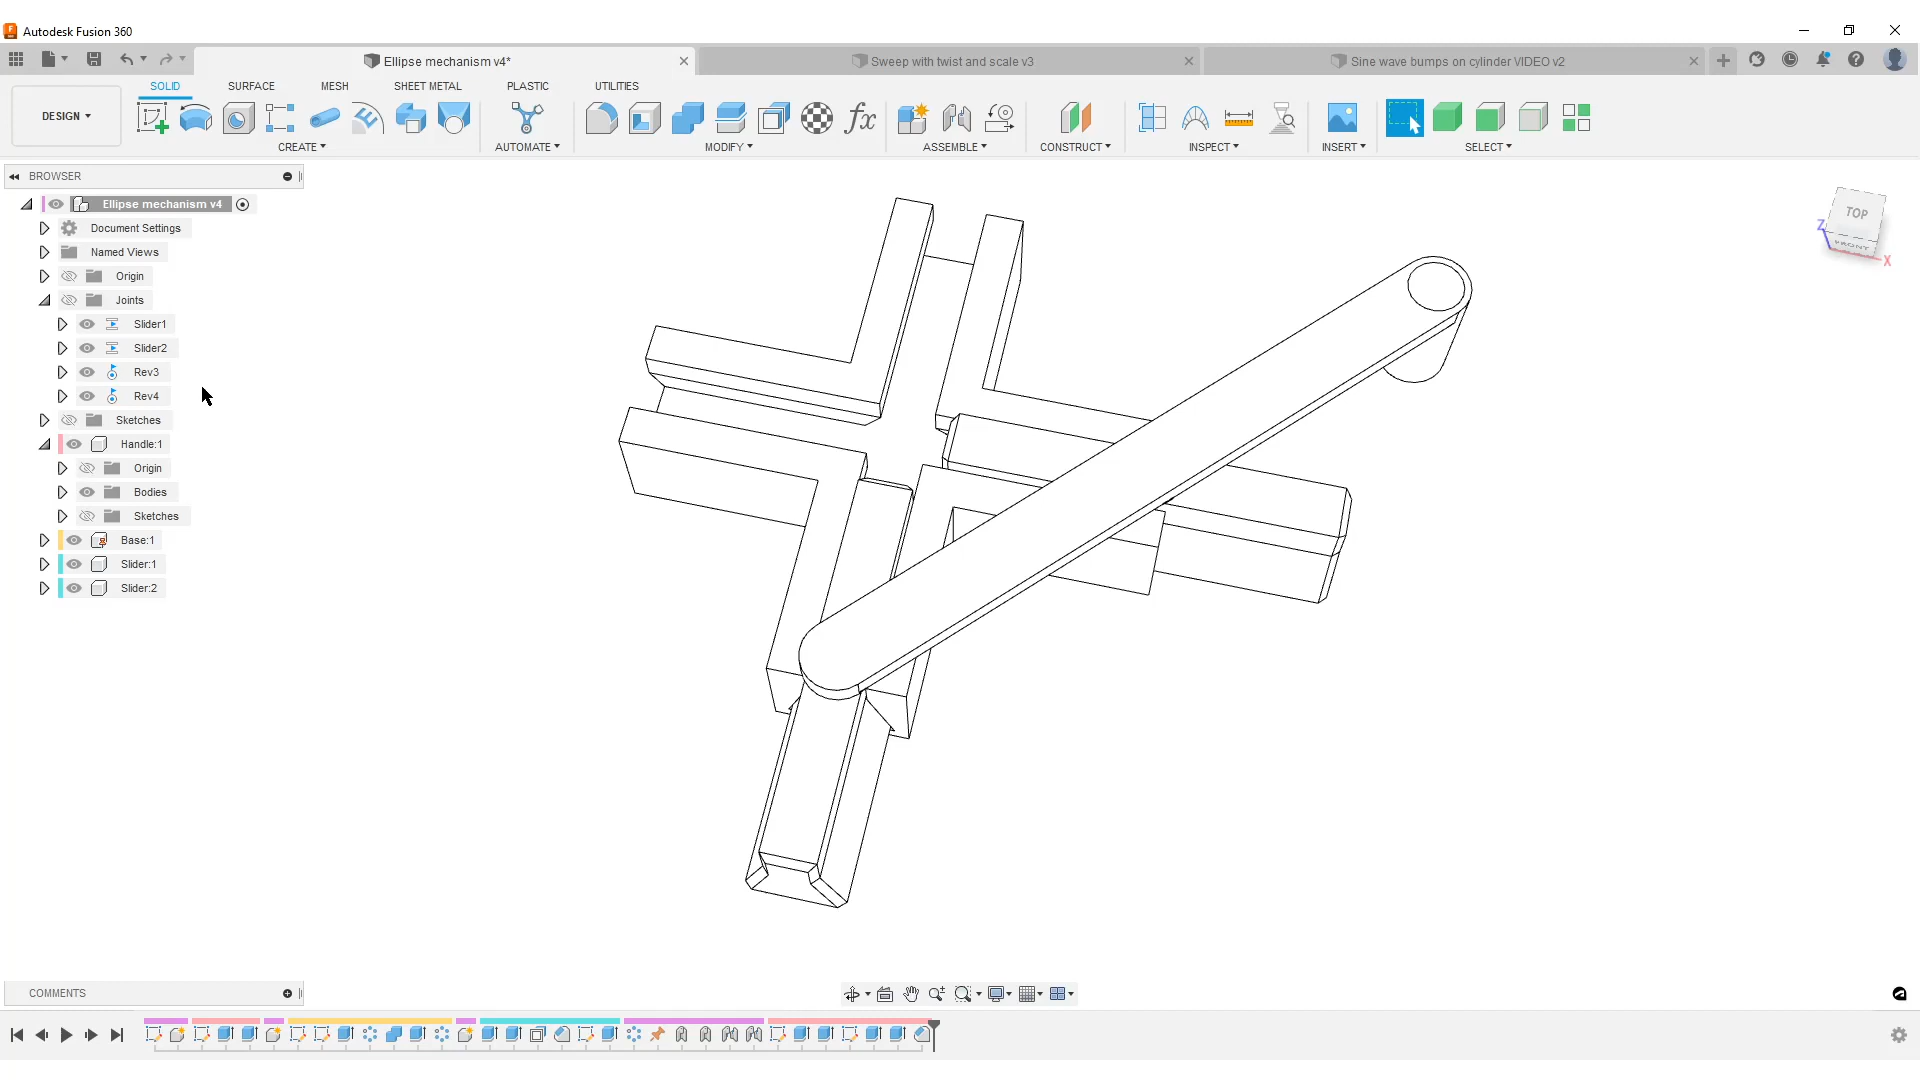 Autodesk Fusion 360
Ellipse mechanism v4*
Sweep with twist and scale v3
Sine wave bumps on cylinder VIDEO v2
SOLID
SURFACE
MESH
SHEET METAL
PLASTIC
UTILITIES
DESIGN
CREATE
AUTOMATE
MODIFY
ASSEMBLE
CONSTRUCT
INSPECT
INSERT
SELECT
BROWSER
Ellipse mechanism v4
Document Settings
Named Views
Origin
Joints
Slider1
Slider2
Rev3
Rev4
Sketches
Handle:1
Origin
Bodies
Sketches
Base:1
Slider:1
Slider:2
TOP
FRONT
Z
X
COMMENTS